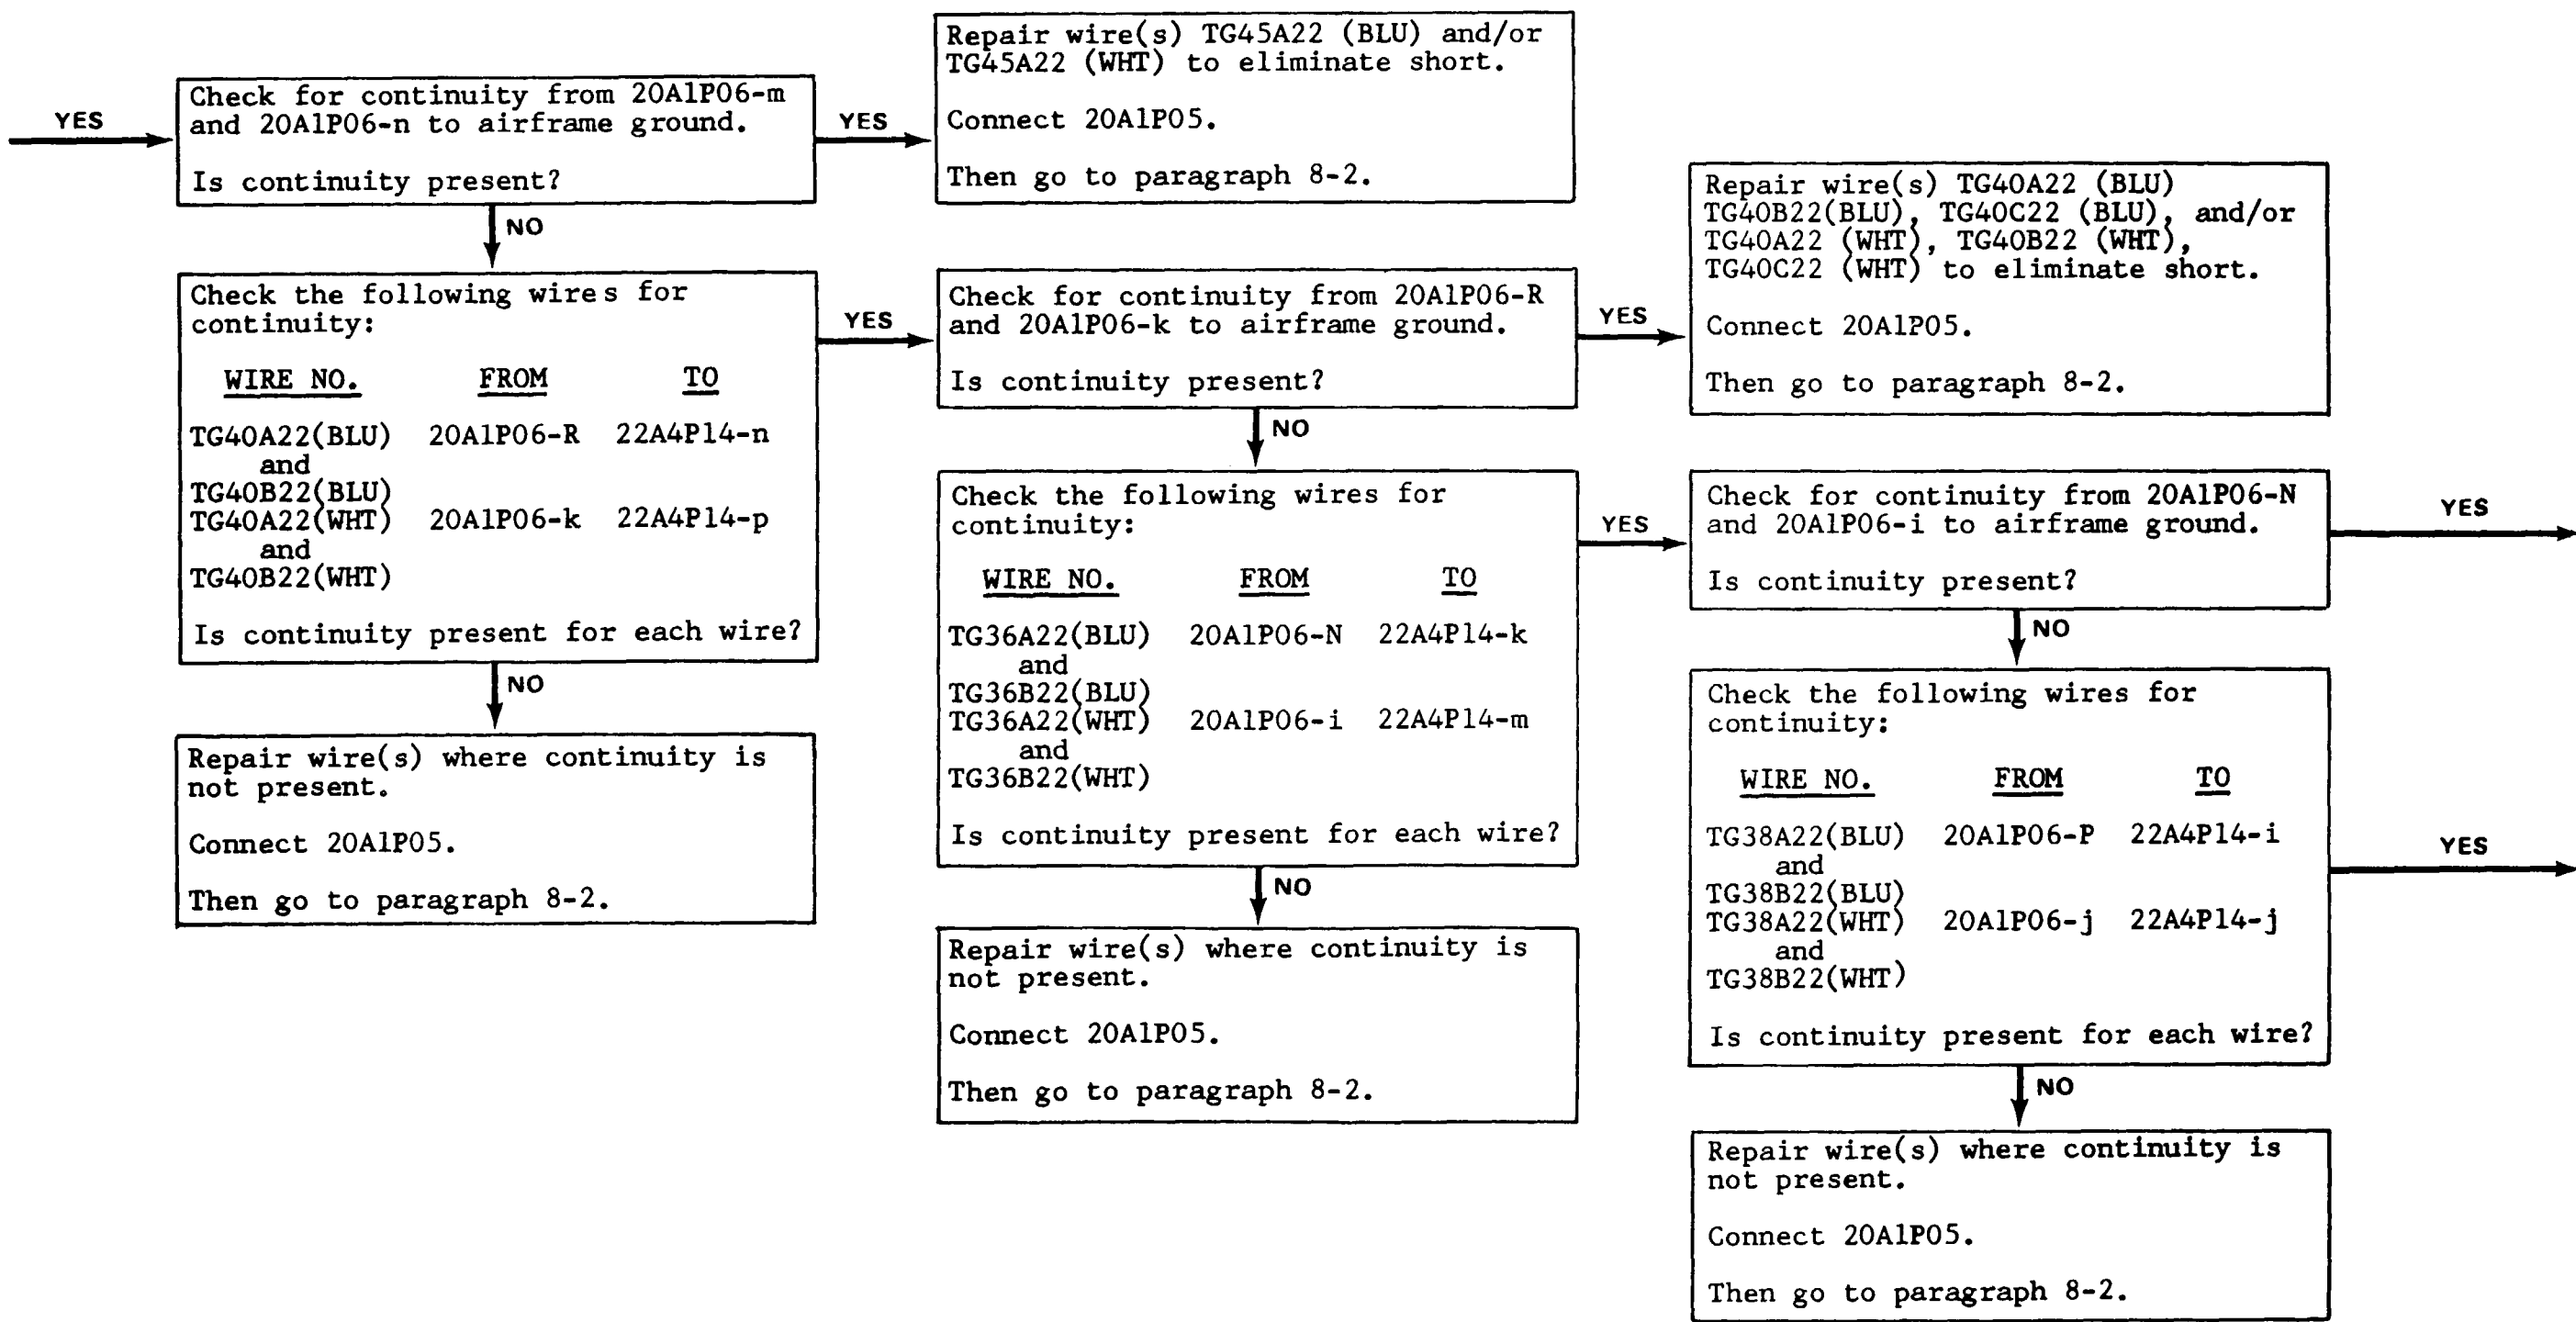 YES
Check for continuity from 20A1P06-m
and 20A1P06-n to airframe ground.
Is continuity present?
YES
Repair wire(s) TG45A22 (BLU) and/or
TG45A22 (WHT) to eliminate short.
Connect 20A1P05.
Then go to paragraph 8-2.
NO
Check the following wires for
continuity:
WIRE NO. FROM TO
TG40A22(BLU) 20A1P06-R 22A4P14-n
and
TG40B22(BLU)
TG40A22(WHT) 20A1P06-k 22A4P14-p
and
TG40B22(WHT)
Is continuity present for each wire?
NO
Repair wire(s) where continuity is
not present.
Connect 20A1P05.
Then go to paragraph 8-2.
YES
Check for continuity from 20A1P06-R
and 20A1P06-k to airframe ground.
Is continuity present?
YES
Repair wire(s) TG40A22 (BLU)
TG40B22(BLU), TG40C22 (BLU), and/or
TG40A22 (WHT), TG40B22 (WHT),
TG40C22 (WHT) to eliminate short.
Connect 20A1P05.
Then go to paragraph 8-2.
NO
Check the following wires for
continuity:
WIRE NO. FROM TO
TG36A22(BLU) 20A1P06-N 22A4P14-k
and
TG36B22(BLU)
TG36A22(WHT) 20A1P06-i 22A4P14-m
and
TG36B22(WHT)
Is continuity present for each wire?
NO
Repair wire(s) where continuity is
not present.
Connect 20A1P05.
Then go to paragraph 8-2.
YES
Check for continuity from 20A1P06-N
and 20A1P06-i to airframe ground.
Is continuity present?
YES
NO
Check the following wires for
continuity:
WIRE NO. FROM TO
TG38A22(BLU) 20A1P06-P 22A4P14-i
and
TG38B22(BLU)
TG38A22(WHT) 20A1P06-j 22A4P14-j
and
TG38B22(WHT)
Is continuity present for each wire?
YES
NO
Repair wire(s) where continuity is
not present.
Connect 20A1P05.
Then go to paragraph 8-2.